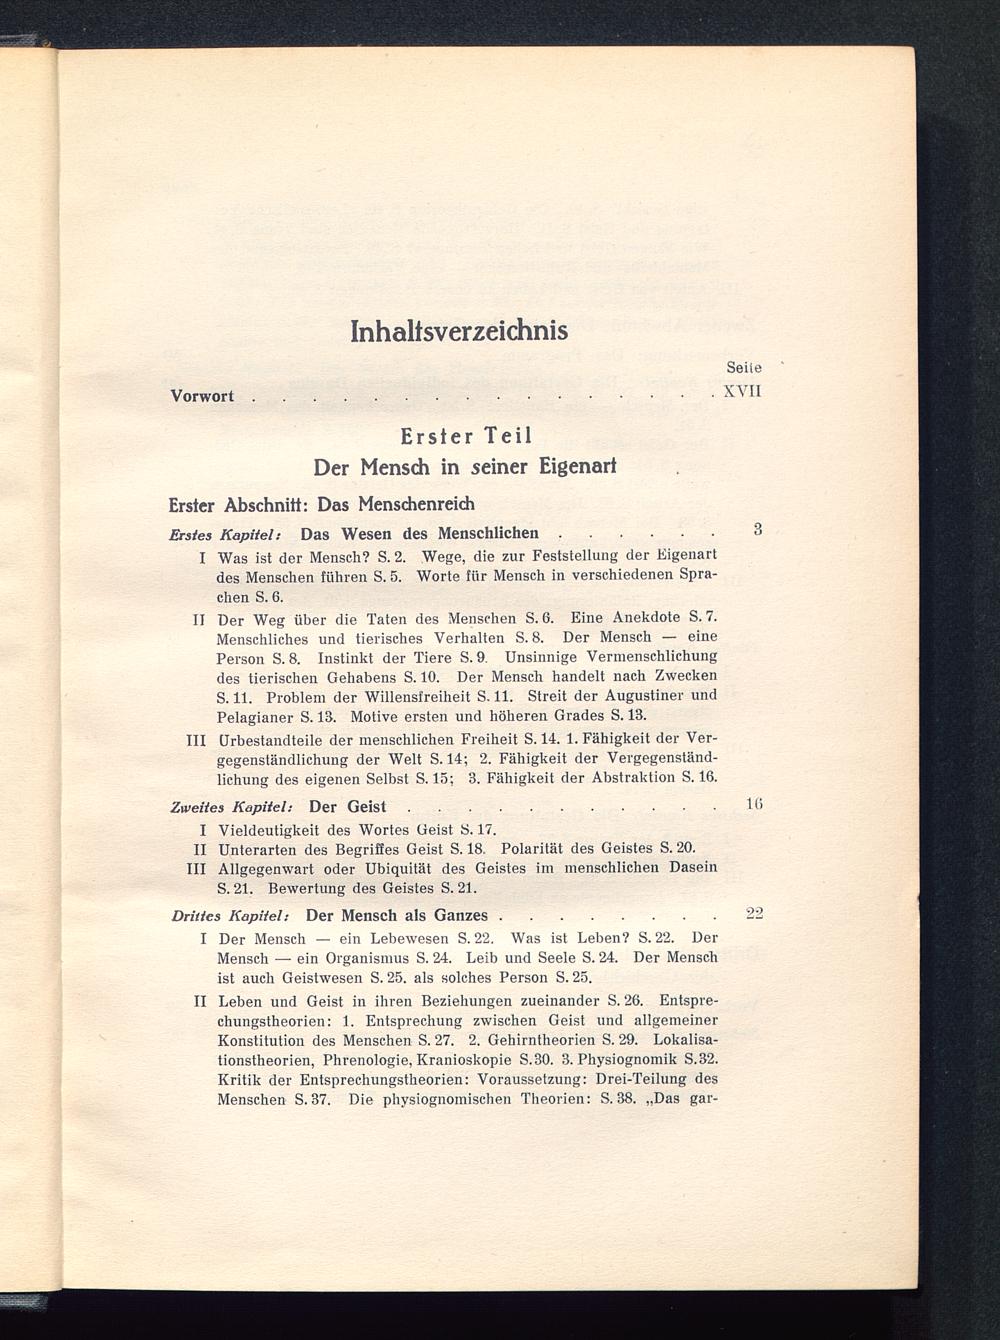 Inhaltsverzeichnis
Seite
Vorwort . . . . . . . . . . . . . . . . . . . XVII
Erster Teil
Der Mensch in seiner Eigenart
Erster Abschnitt: Das Menschenreich
Erstes Kapitel: Das Wesen des Menschlichen . . . . . . . 3
I Was ist der Mensch? S. 2. Wege, die zur Feststellung der Eigenart
des Menschen führen S. 5. Worte für Mensch in verschiedenen Spra-
chen S. 6.
II Der Weg über die Taten des Menschen S. 6. Eine Anekdote S. 7.
Menschliches und tierisches Verhalten S. 8. Der Mensch — eine
Person S. 8. Instinkt der Tiere S. 9. Unsinnige Vermenschlichung
des tierischen Gehabens S. 10. Der Mensch handelt nach Zwecken
S. 11. Problem der Willensfreiheit S. 11. Streit der Augustiner und
Pelagianer S. 13. Motive ersten und höheren Grades S. 13.
III Urbestandteile der menschlichen Freiheit S. 14. 1. Fähigkeit der Ver-
gegenständlichung der Welt S. 14; 2. Fähigkeit der Vergegenständ-
lichung des eigenen Selbst S. 15; 3. Fähigkeit der Abstraktion S. 16.
Zweites Kapitel: Der Geist . . . . . . . . . . . . 16
I Vieldeutigkeit des Wortes Geist S. 17.
II Unterarten des Begriffes Geist S. 18. Polarität des Geistes S. 20.
III Allgegenwart oder Ubiquität des Geistes im menschlichen Dasein
S. 21. Bewertung des Geistes S. 21.
Drittes Kapitel: Der Mensch als Ganzes . . . . . . . . 22
I Der Mensch — ein Lebewesen S. 22. Was ist Leben? S. 22. Der
Mensch — ein Organismus S. 24. Leib und Seele S. 24. Der Mensch
ist auch Geistwesen S. 25. als solches Person S. 25.
II Leben und Geist in ihren Beziehungen zueinander S. 26. Entspre-
chungstheorien: 1. Entsprechung zwischen Geist und allgemeiner
Konstitution des Menschen S. 27. 2. Gehirntheorien S. 29. Lokalisa-
tionstheorien, Phrenologie, Kranioskopie S. 30. 3. Physiognomik S. 32.
Kritik der Entsprechungstheorien: Voraussetzung: Drei-Teilung des
Menschen S. 37. Die physiognomischen Theorien: S. 38. „Das gar-